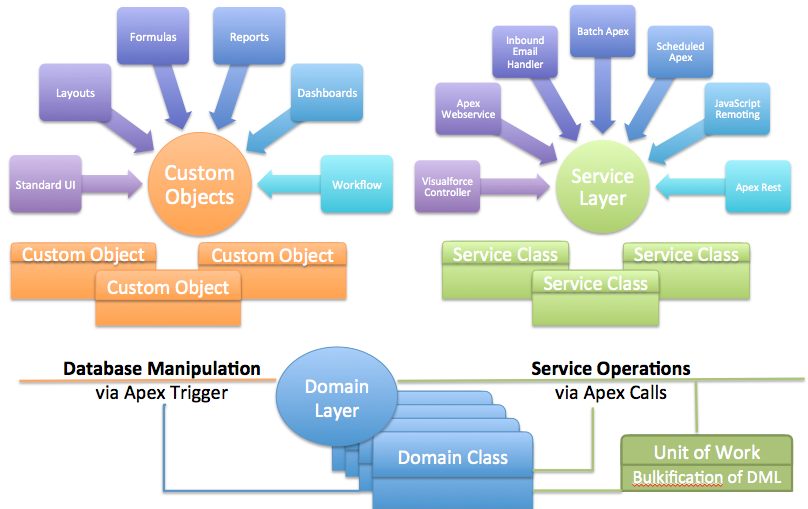 Formulas
Reports
Layouts
Dashboards
Standard UI
Custom
Objects
Workflow
Custom Object
Custom Object
Custom Object
Inbound
Email
Handler
Batch Apex
Scheduled
Apex
Apex
Webservice
JavaScript
Remoting
Visualforce
Controller
Service
Layer
Apex Rest
Service Class
Service Class
Service Class
Database Manipulation
via Apex Trigger
Domain
Layer
Service Operations
via Apex Calls
Domain Class
Unit of Work
Bulkification of DML